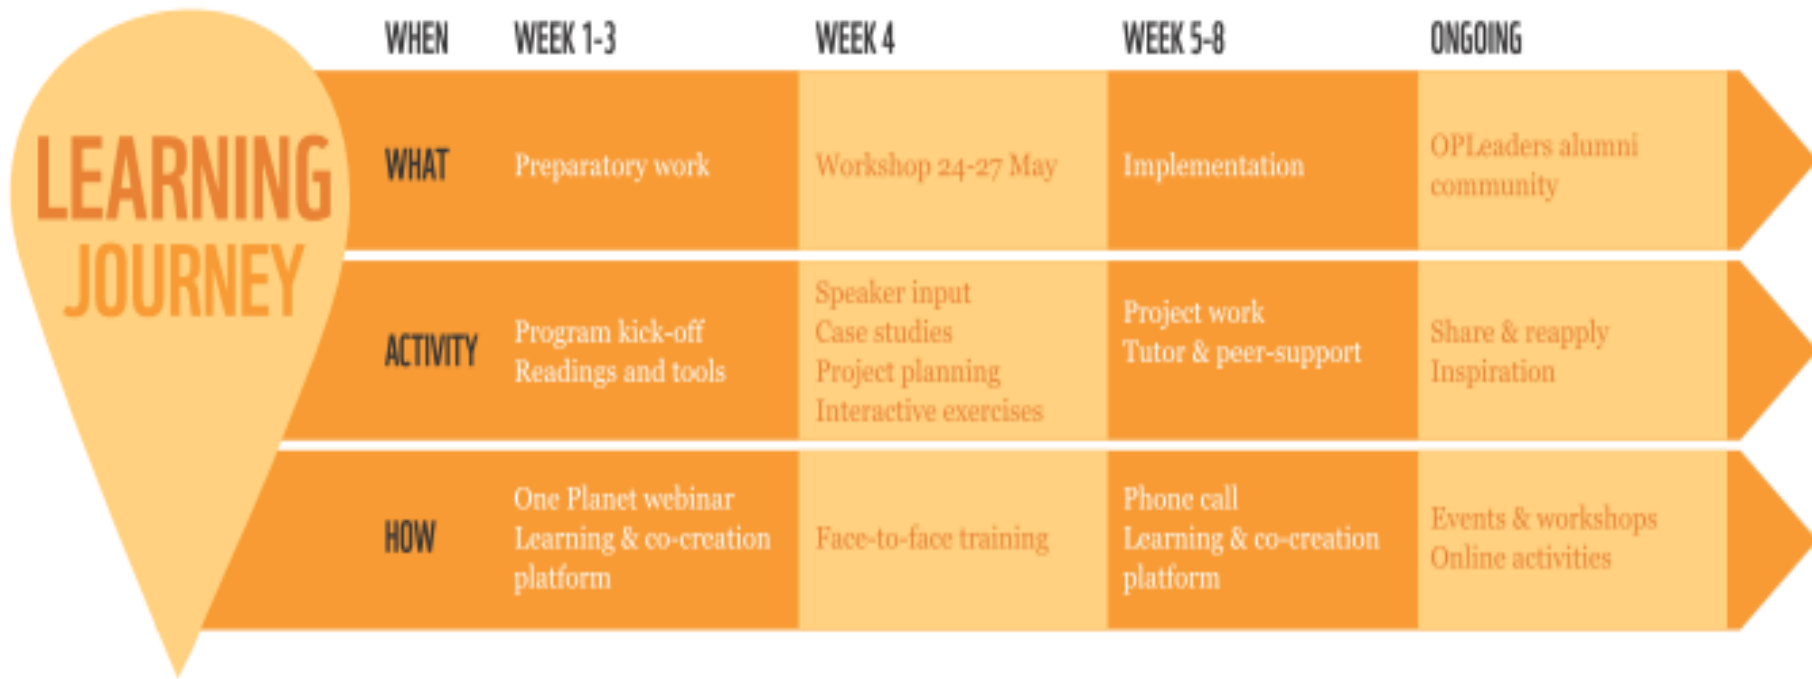 LEARNING
JOURNEY
WHEN WEEK 1-3 WEEK 4 WEEK 5-8 ONGOING
WHAT
Preparatory work
Workshop 24-27 May
Implementation
OPLeaders alumni
community
ACTIVITY
Program kick-off
Readings and tools
Speaker input
Case studies
Project planning
Interactive exercises
Project work
Tutor & peer-support
Share & reapply
Inspiration
HOW
One Planet webinar
Learning & co-creation
platform
Face-to-face training
Phone call
Learning & co-creation
platform
Events & workshops
Online activities